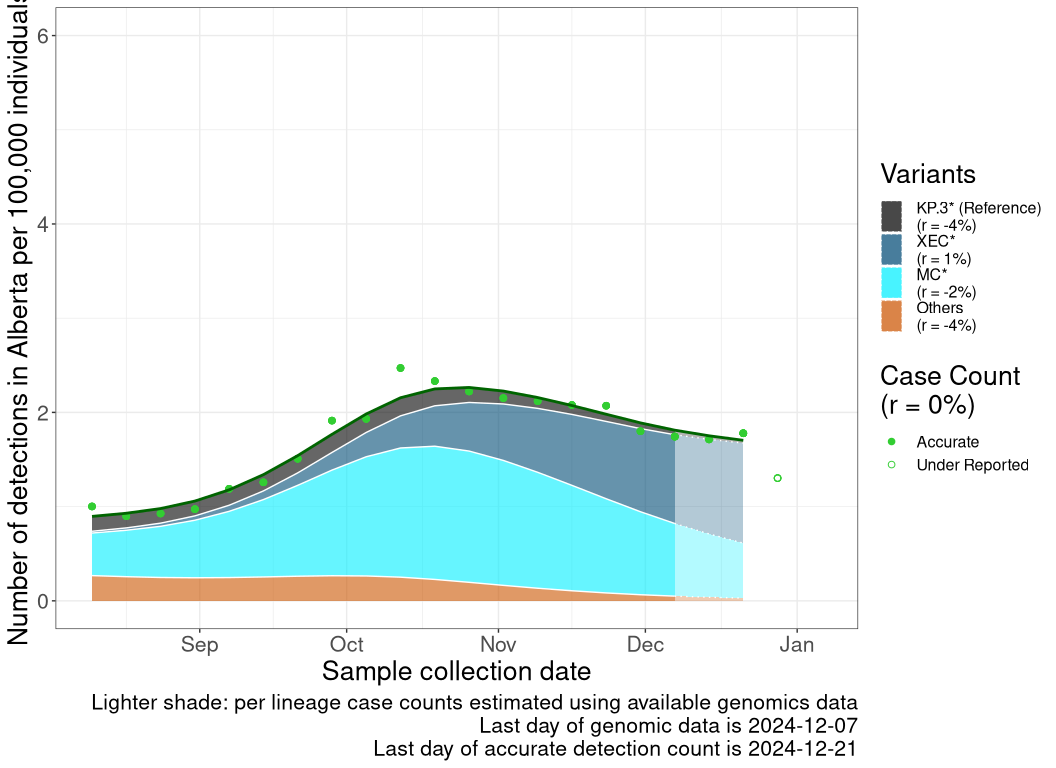 Number of detections in Alberta per 100,000 individuals
6
4
2
0
Sep
Oct
Nov
Dec
Jan
Sample collection date
Lighter shade: per lineage case counts estimated using available genomics data
Last day of genomic data is 2024-12-07
Last day of accurate detection count is 2024-12-21
Variants
KP.3* (Reference)
(r = -4%)
XEC*
(r = 1%)
MC*
(r = -2%)
Others
(r = -4%)
Case Count
(r = 0%)
Accurate
Under Reported